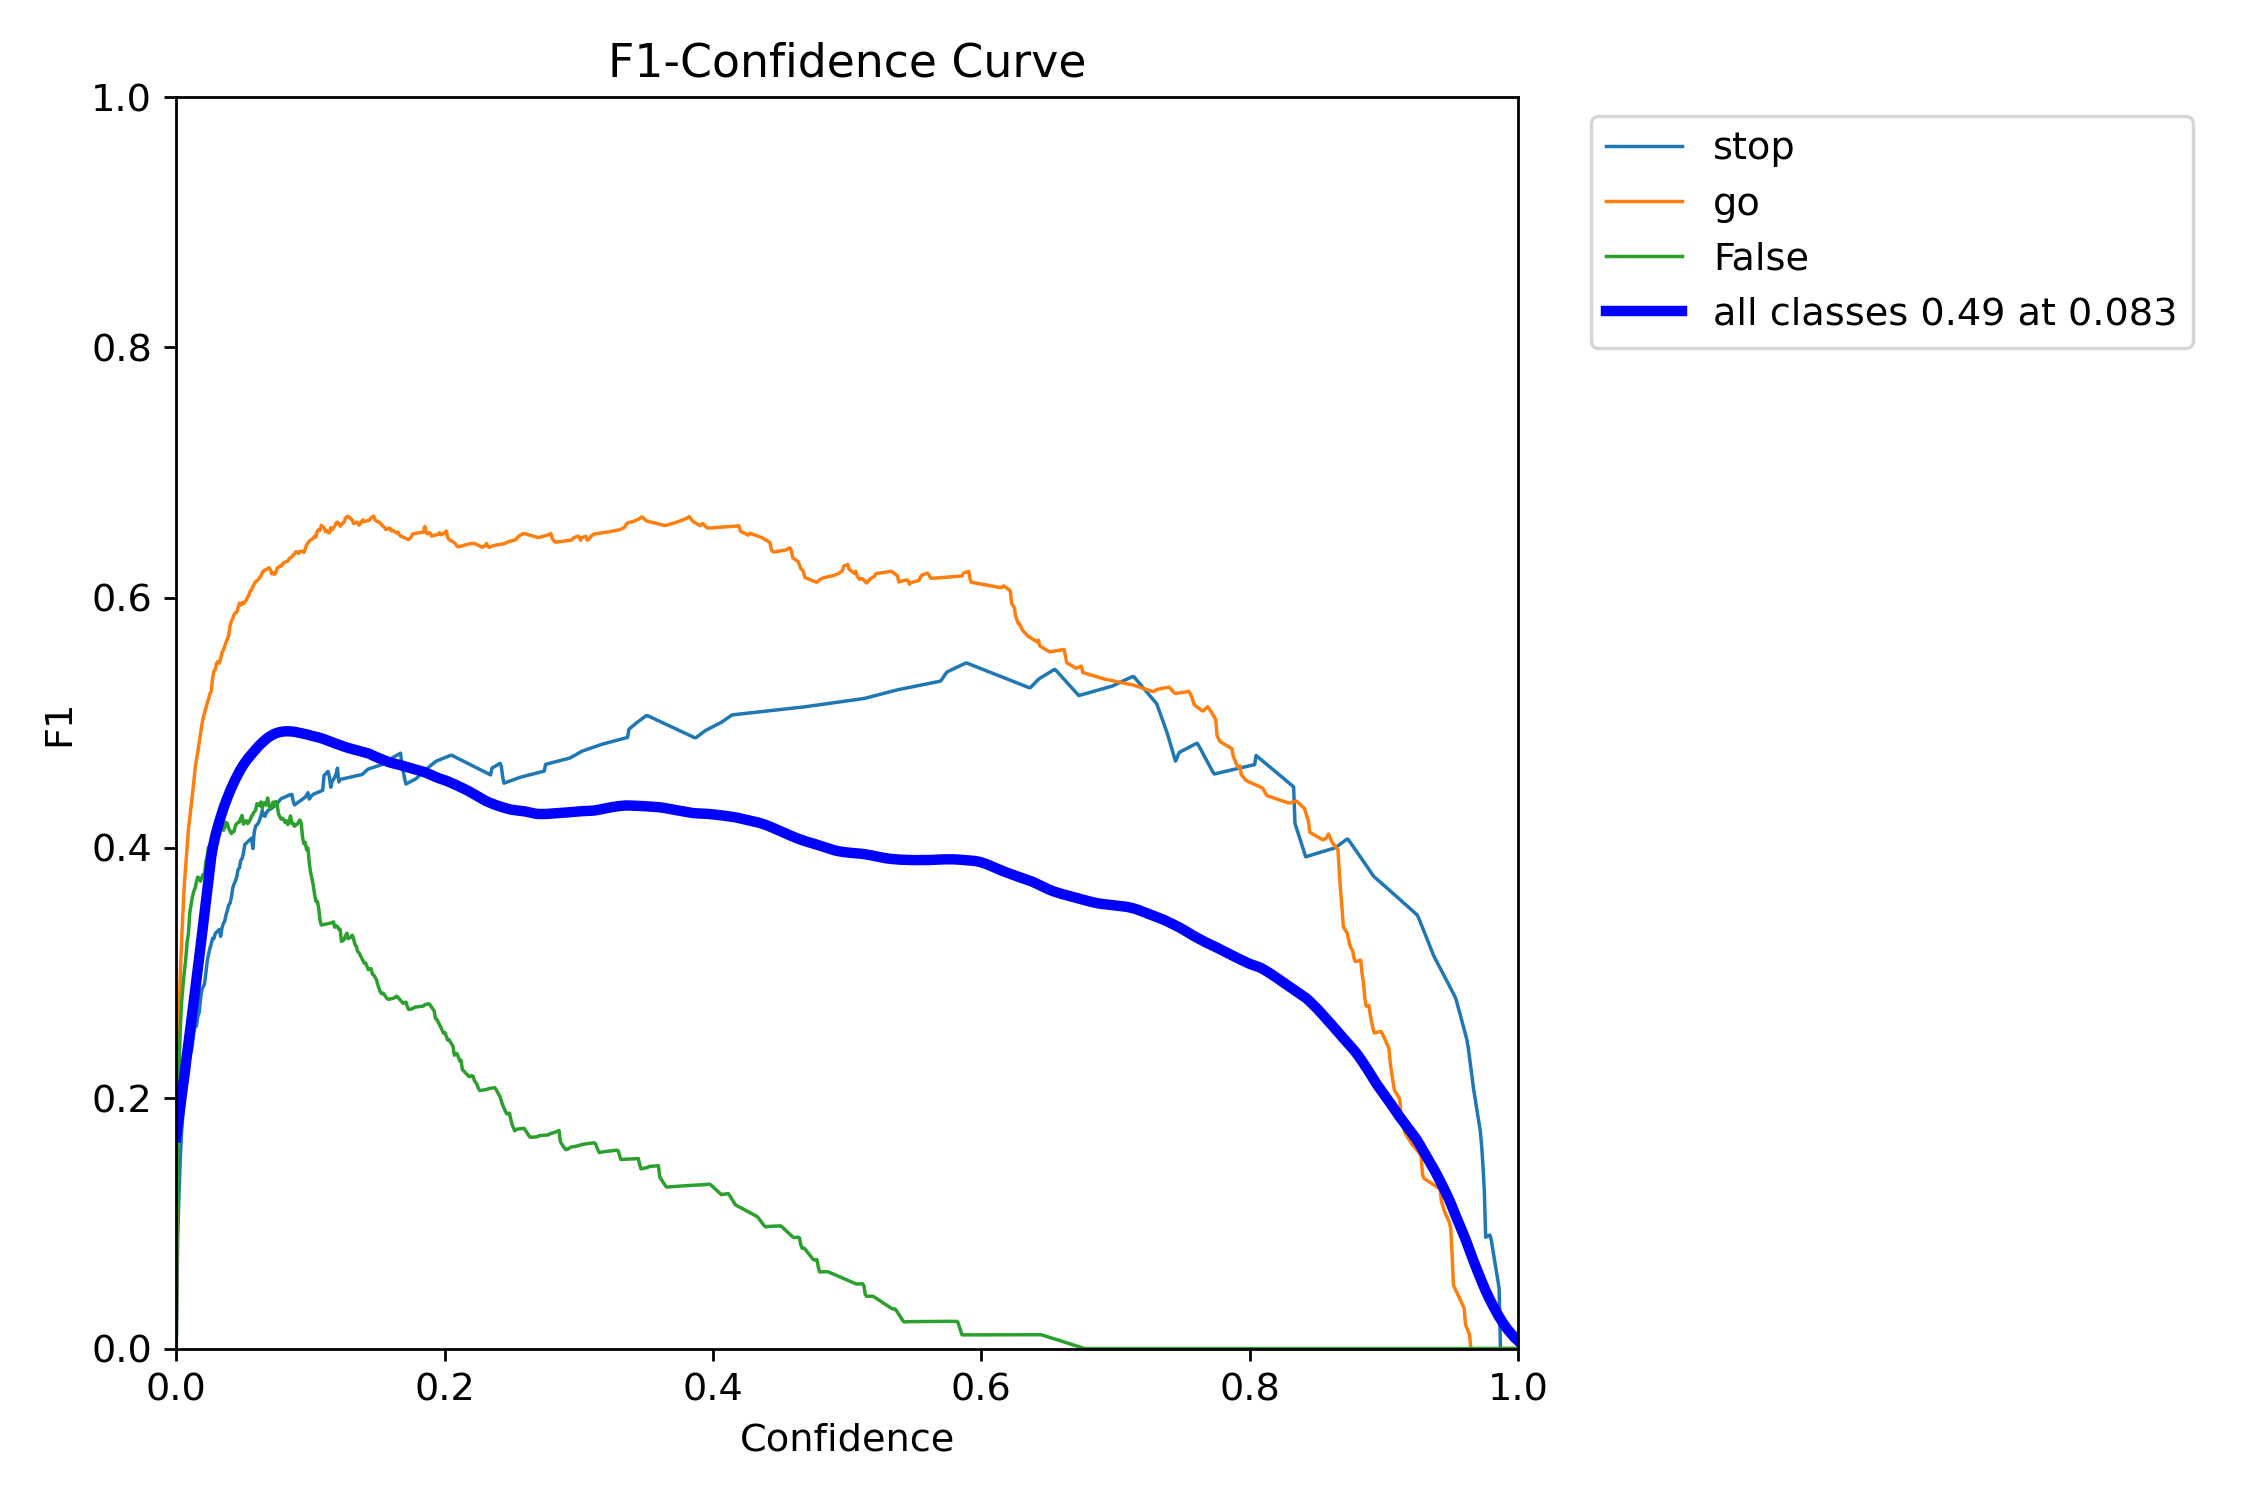 F1-Confidence Curve
1.0
0.8
0.6
0.4
0.2
0.0
F1
0.0 0.2 0.4 0.6 0.8 1.0
Confidence
stop
go
False
all classes 0.49 at 0.083